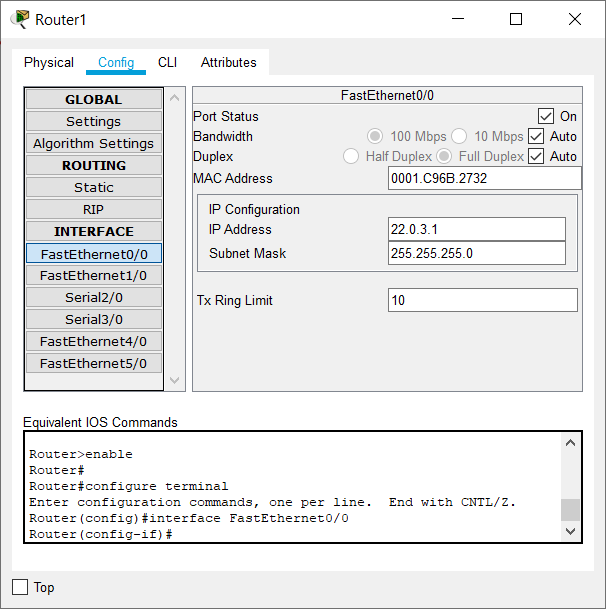 Router1
Physical Config CLI Attributes
GLOBAL
Settings
Algorithm Settings
ROUTING
Static
RIP
INTERFACE
FastEthernet0/0
FastEthernet1/0
Serial2/0
Serial3/0
FastEthernet4/0
FastEthernet5/0
FastEthernet0/0
Port Status On
Bandwidth 100 Mbps 10 Mbps Auto
Duplex Half Duplex Full Duplex Auto
MAC Address 0001.C96B.2732
IP Configuration
IP Address 22.0.3.1
Subnet Mask 255.255.255.0
Tx Ring Limit 10
Equivalent IOS Commands
Router>enable
Router#
Router#configure terminal
Enter configuration commands, one per line.  End with CNTL/Z.
Router(config)#interface FastEthernet0/0
Router(config-if)#
Top